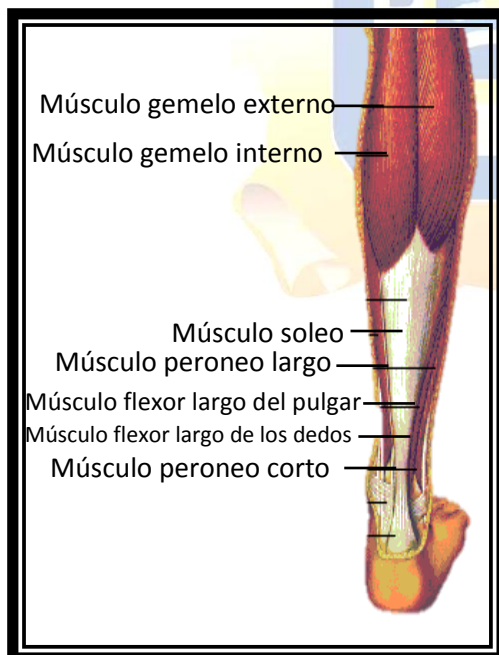 Músculo gemelo externo
Músculo gemelo interno
Músculo soleo
Músculo peroneo largo
Músculo flexor largo del pulgar
Músculo flexor largo de los dedos
Músculo peroneo corto